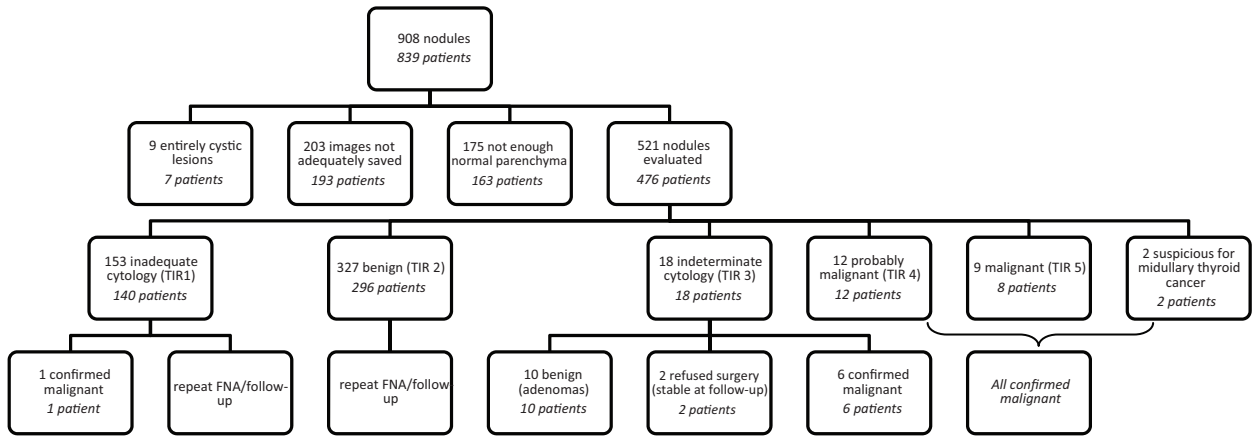 908 nodules
839 patients
9 entirely cystic
lesions
7 patients
203 images not
adequately saved
193 patients
175 not enough
normal parenchyma
163 patients
521 nodules
evaluated
476 patients
153 inadequate
cytology (TIR1)
140 patients
327 benign (TIR 2)
296 patients
18 indeterminate
cytology (TIR 3)
18 patients
12 probably
malignant (TIR 4)
12 patients
9 malignant (TIR 5)
8 patients
2 suspicious for
midullary thyroid
cancer
2 patients
1 confirmed
malignant
1 patient
repeat FNA/follow-
up
repeat FNA/follow
up
10 benign
(adenomas)
10 patients
2 refused surgery
(stable at follow-up)
2 patients
6 confirmed
malignant
6 patients
All confirmed
malignant